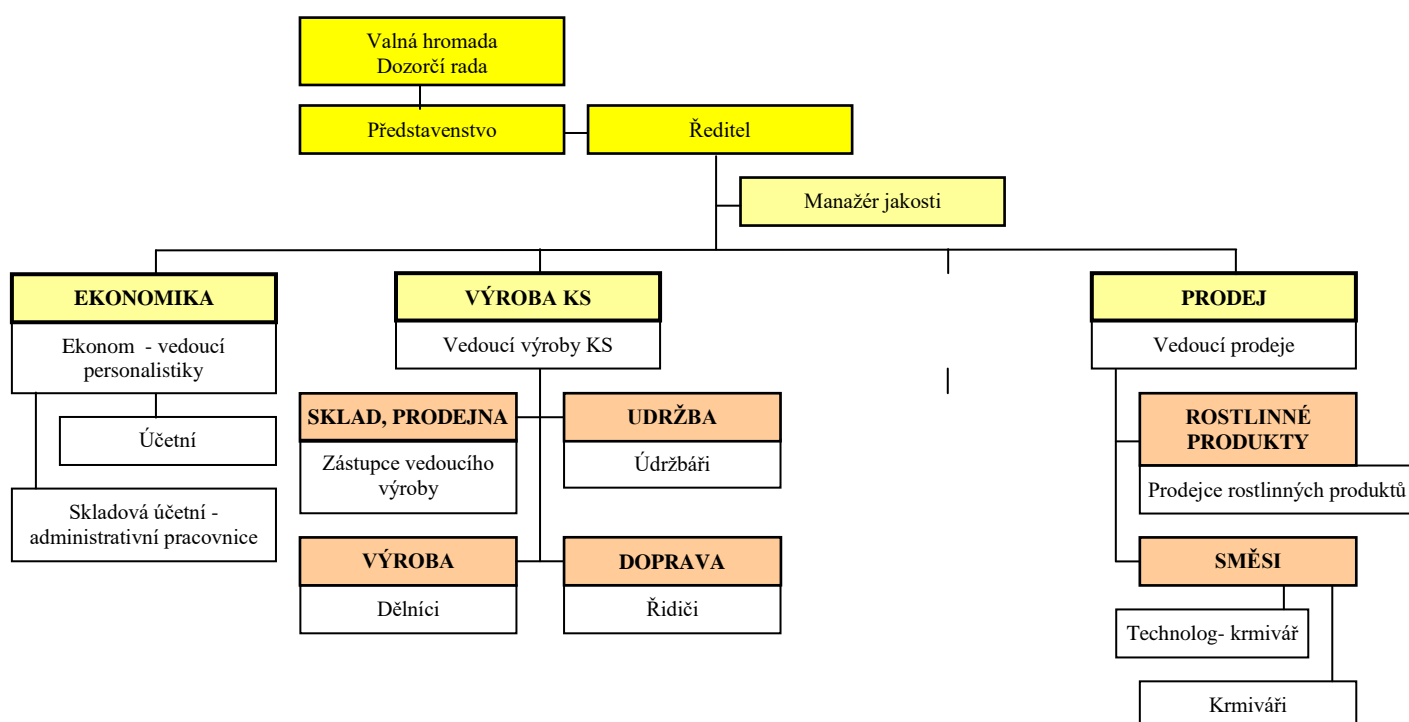 Valná hromada
Dozorčí rada
Představenstvo
Ředitel
Manažér jakosti
EKONOMIKA
Ekonom - vedoucí
personalistiky
Účetní
Skladová účetní -
administrativní pracovnice
VÝROBA KS
Vedoucí výroby KS
SKLAD, PRODEJNA
Zástupce vedoucího
výroby
UDRŽBA
Údržbáři
VÝROBA
Dělníci
DOPRAVA
Řidiči
PRODEJ
Vedoucí prodeje
ROSTLINNÉ
PRODUKTY
Prodejce rostlinných produktů
SMĚSI
Technolog- krmivář
Krmiváři